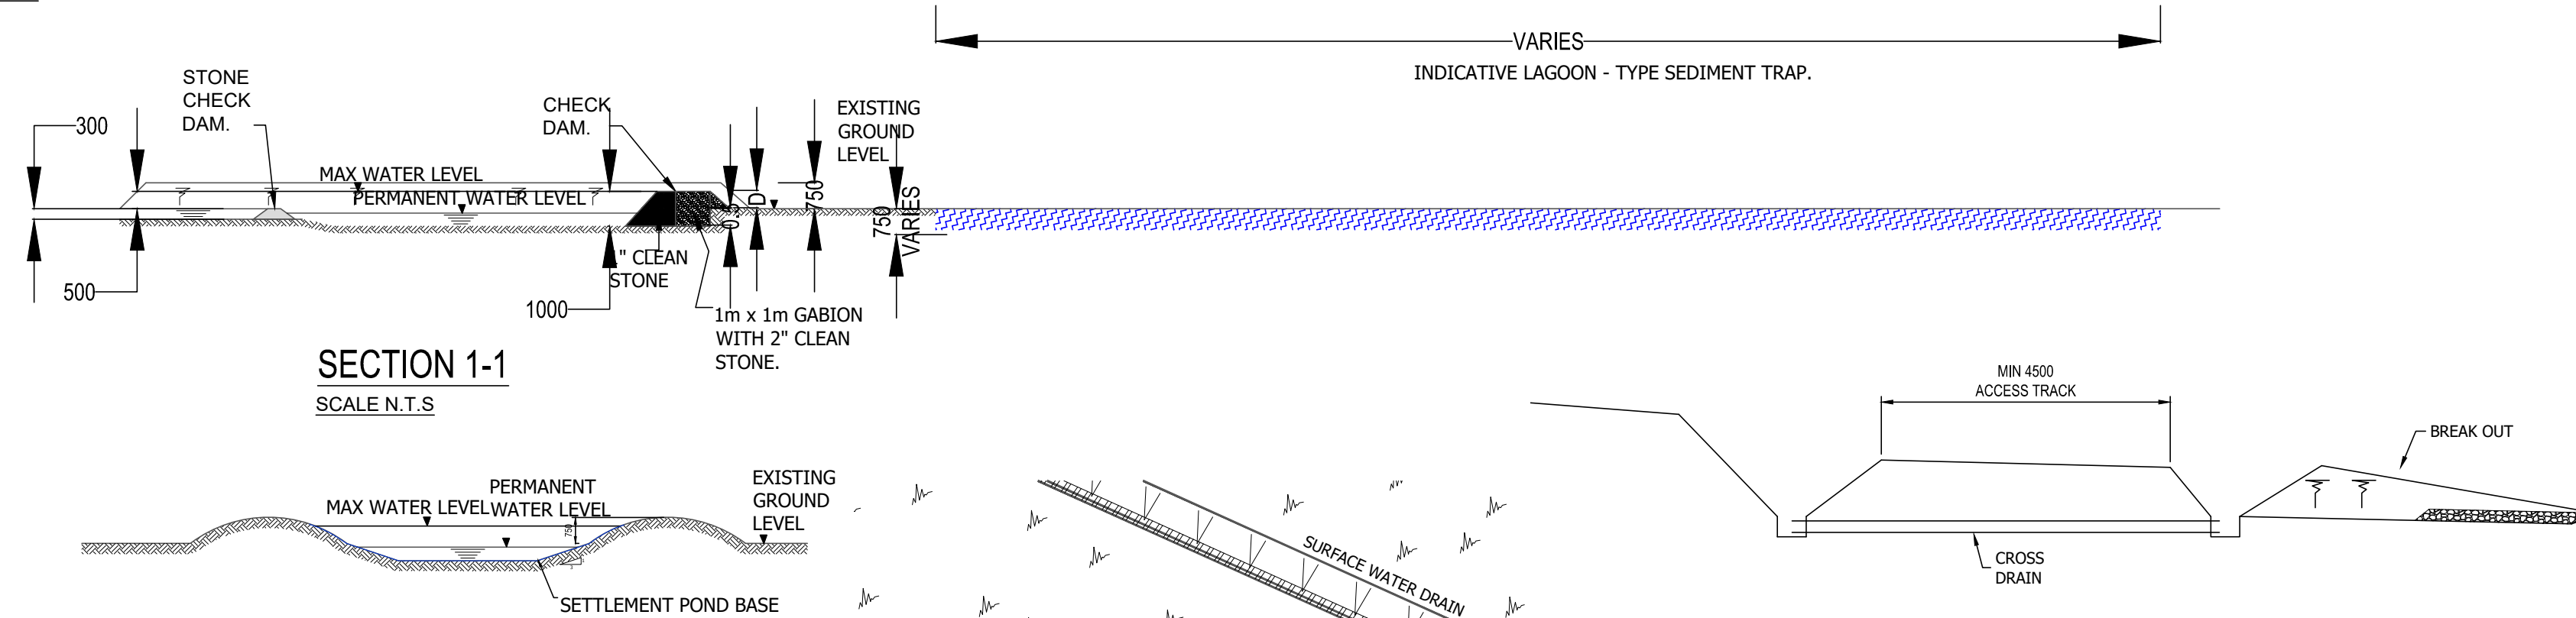 VARIES
INDICATIVE LAGOON - TYPE SEDIMENT TRAP.
STONE
CHECK
DAM.
CHECK
DAM.
EXISTING
GROUND
LEVEL
300
MAX WATER LEVEL
PERMANENT WATER LEVEL
D
750
0.5
750
VARIES
500
1000
1" CLEAN
STONE
1m x 1m GABION
WITH 2" CLEAN
STONE.
SECTION 1-1
SCALE N.T.S
MIN 4500
ACCESS TRACK
BREAK OUT
CROSS
DRAIN
MAX WATER LEVEL
PERMANENT
WATER LEVEL
750
EXISTING
GROUND
LEVEL
SETTLEMENT POND BASE
SURFACE WATER DRAIN